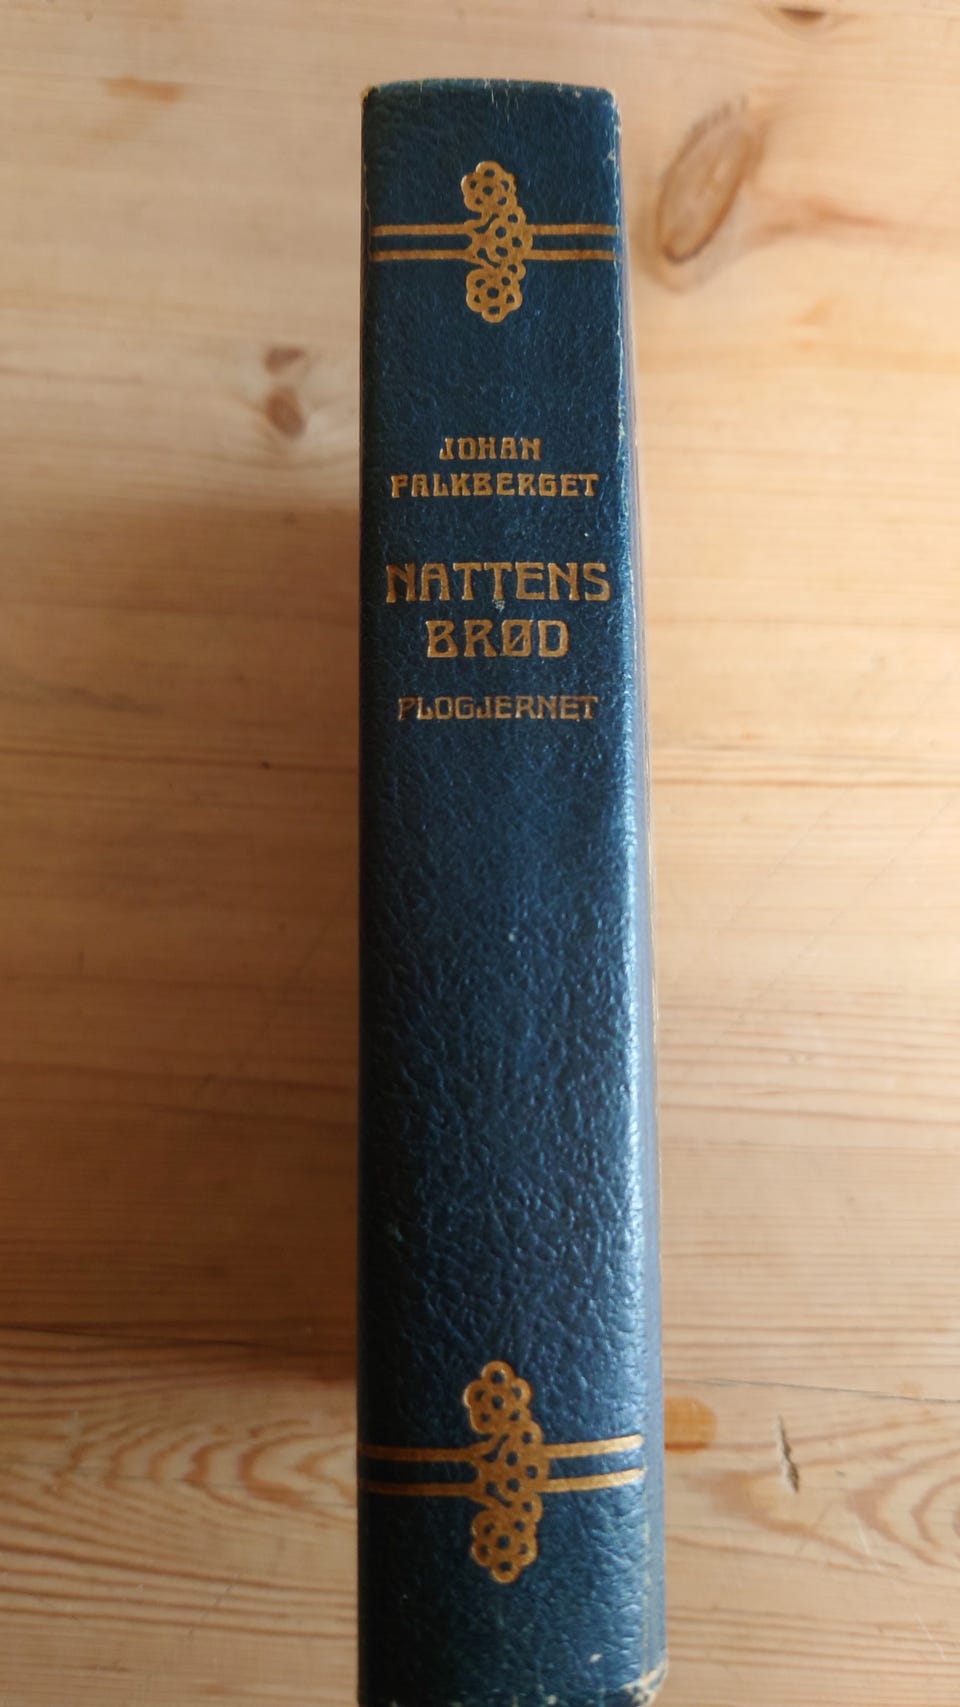 JOHAN
FALKBERGET
NATTENS
BRØD
PLOGJERNET